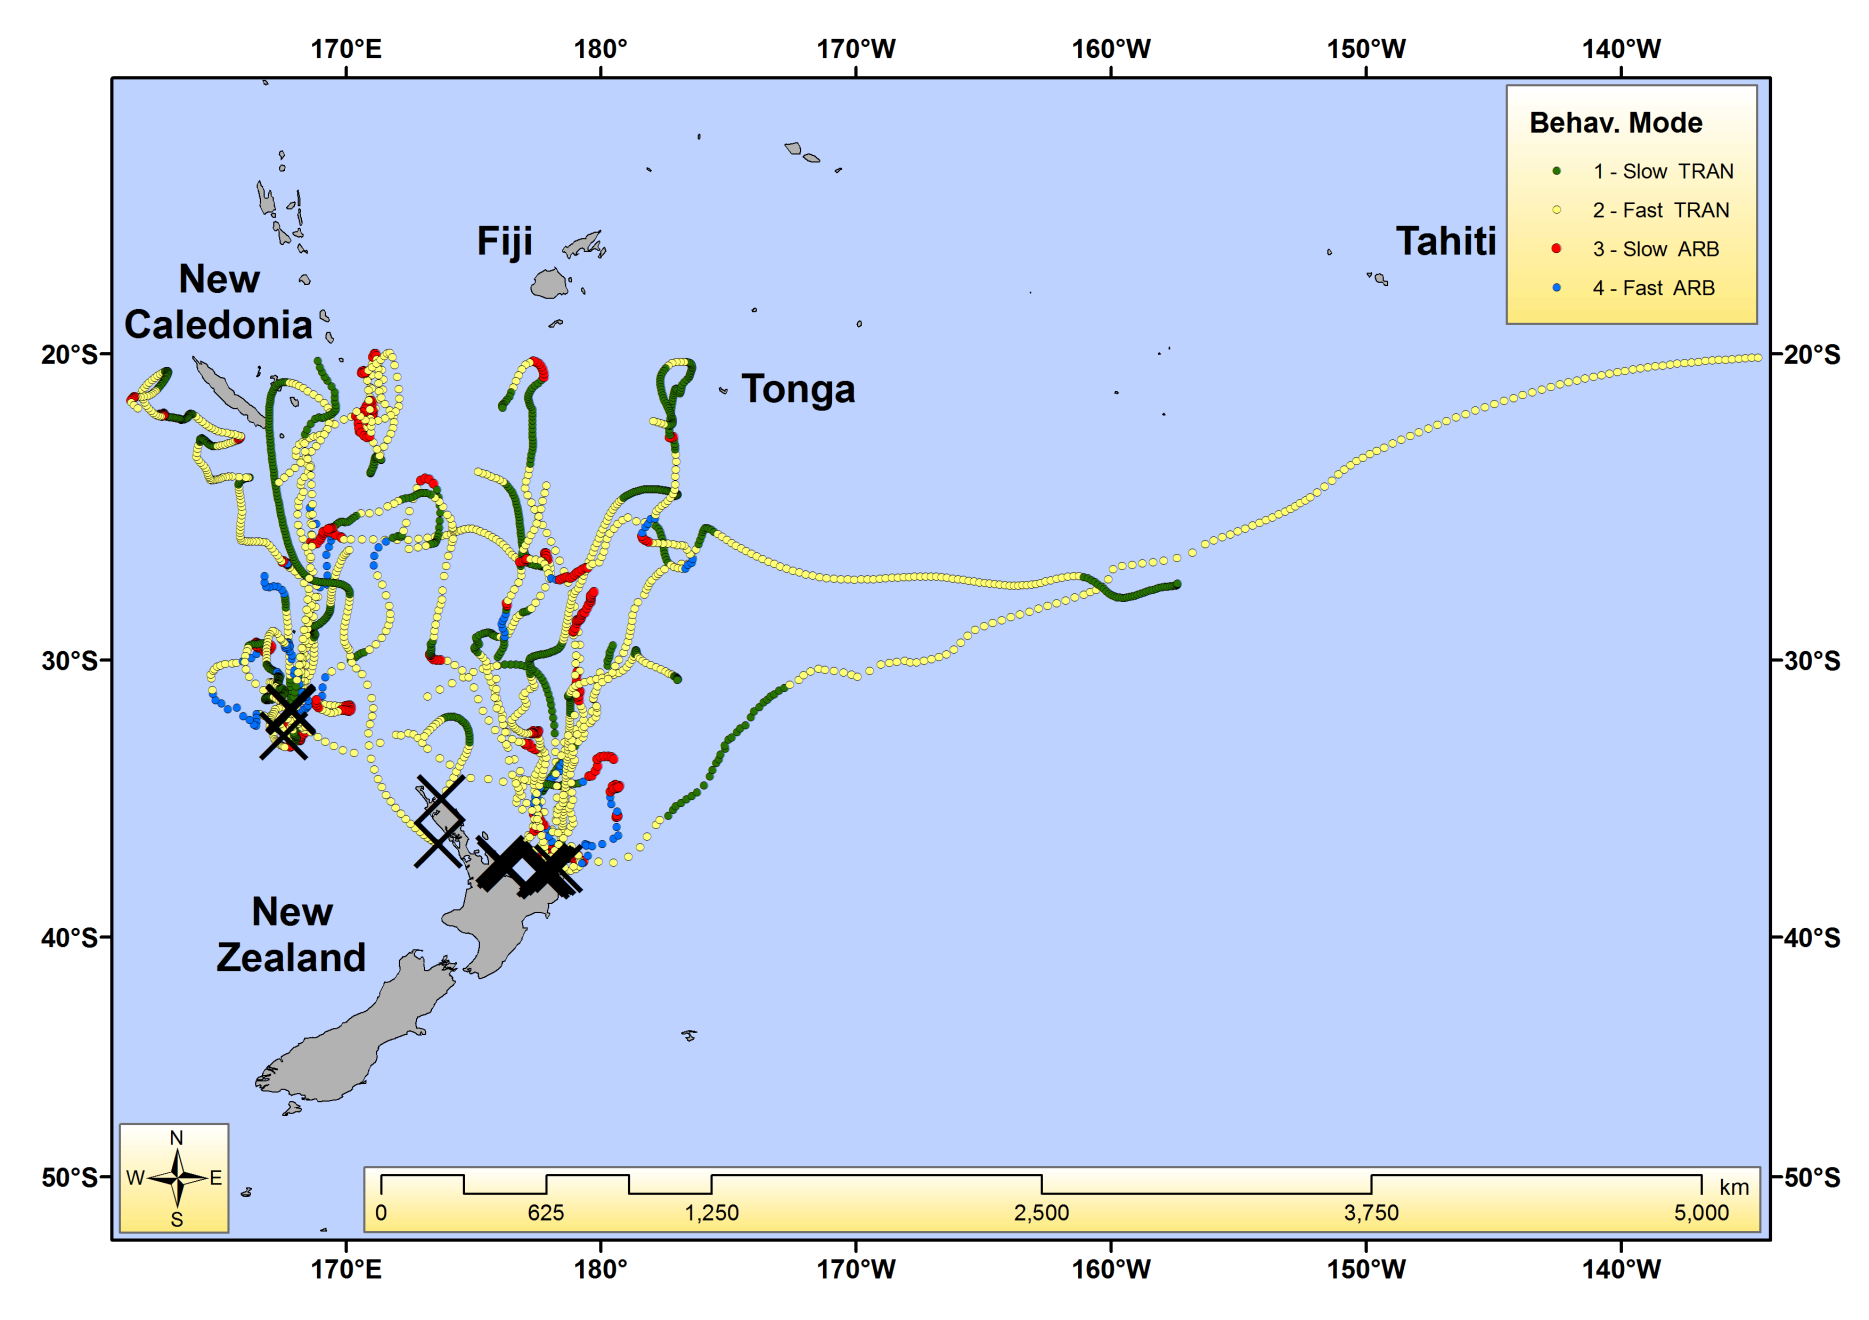 170°E 180° 170°W 160°W 150°W 140°W
Behav. Mode
1 - Slow TRAN
2 - Fast TRAN
3 - Slow ARB
4 - Fast ARB
Fiji
Tahiti
New
Caledonia
20°S 20°S
Tonga
30°S 30°S
New
Zealand
40°S 40°S
N
W E
S
50°S 50°S
km
0 625 1,250 2,500 3,750 5,000
170°E 180° 170°W 160°W 150°W 140°W